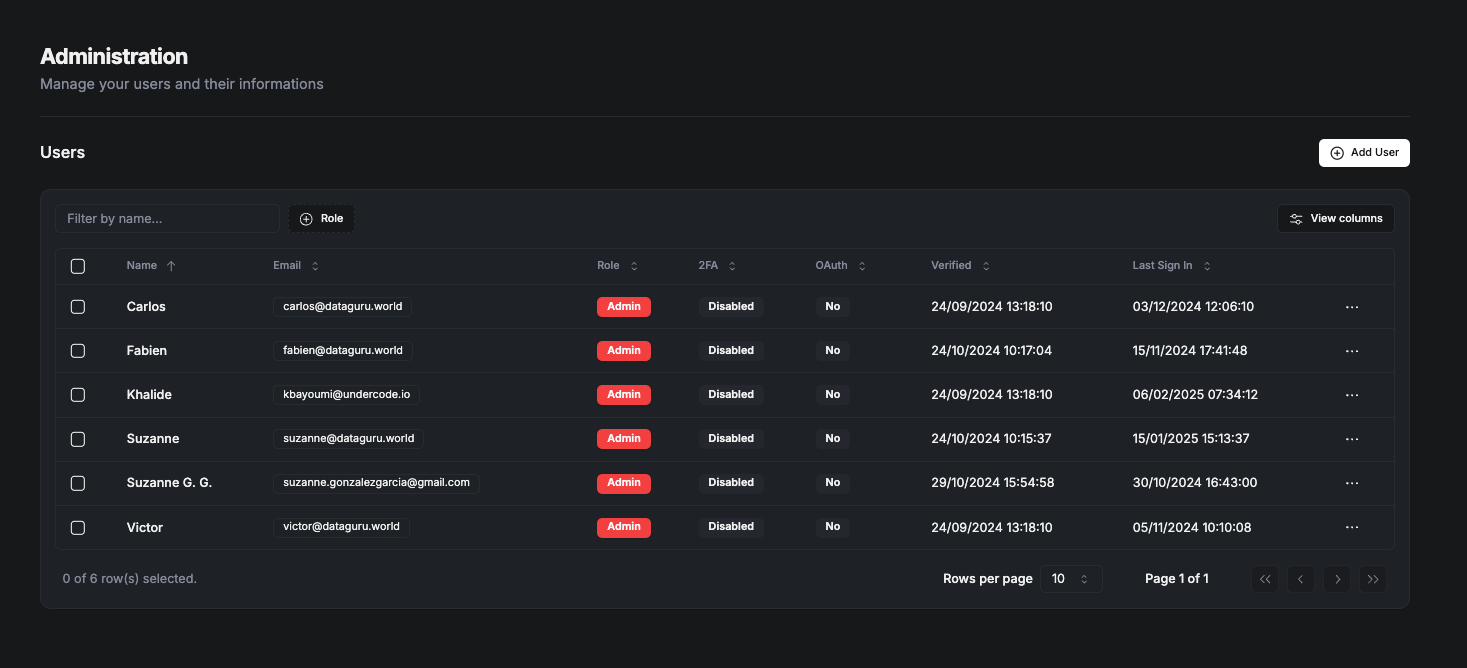 Administration
Manage your users and their informations
Users
Add User
Filter by name...
Role
View columns
Name Email Role 2FA OAuth Verified Last Sign In
Carlos carlos@dataguru.world Admin Disabled No 24/09/2024 13:18:10 03/12/2024 12:06:10
Fabien fabien@dataguru.world Admin Disabled No 24/10/2024 10:17:04 15/11/2024 17:41:48
Khalide kbayoumi@undercode.io Admin Disabled No 24/09/2024 13:18:10 06/02/2025 07:34:12
Suzanne suzanne@dataguru.world Admin Disabled No 24/10/2024 10:15:37 15/01/2025 15:13:37
Suzanne G. G. suzanne.gonzalezgarcia@gmail.com Admin Disabled No 29/10/2024 15:54:58 30/10/2024 16:43:00
Victor victor@dataguru.world Admin Disabled No 24/09/2024 13:18:10 05/11/2024 10:10:08
0 of 6 row(s) selected. Rows per page 10 Page 1 of 1